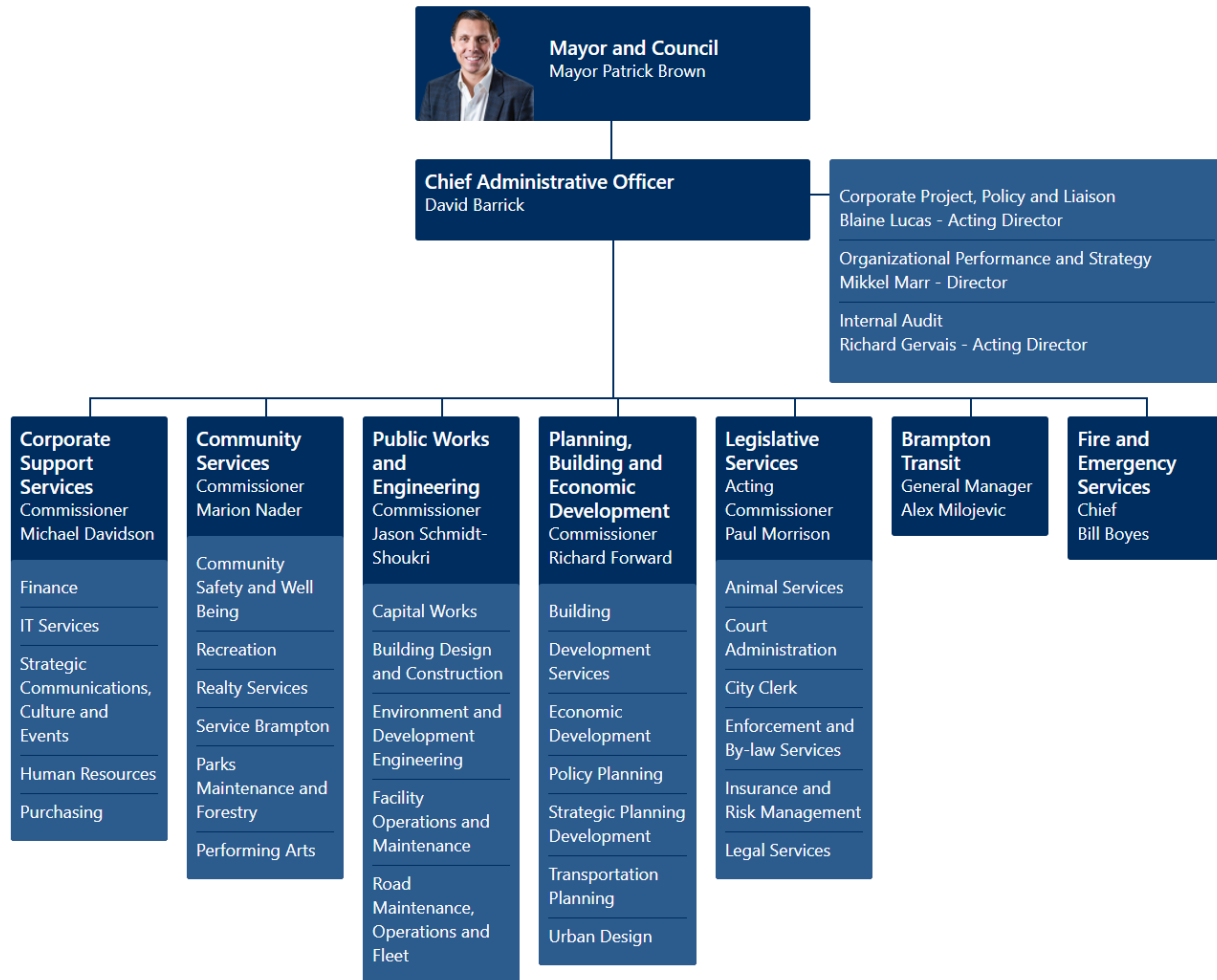 Mayor and Council
Mayor Patrick Brown
Chief Administrative Officer
David Barrick
Corporate Project, Policy and Liaison
Blaine Lucas - Acting Director
Organizational Performance and Strategy
Mikkel Marr - Director
Internal Audit
Richard Gervais - Acting Director
Corporate
Support
Services
Commissioner
Michael Davidson
Finance
IT Services
Strategic
Communications,
Culture and
Events
Human Resources
Purchasing
Community
Services
Commissioner
Marion Nader
Community
Safety and Well
Being
Recreation
Realty Services
Service Brampton
Parks
Maintenance and
Forestry
Performing Arts
Public Works
and
Engineering
Commissioner
Jason Schmidt-
Shoukri
Capital Works
Building Design
and Construction
Environment and
Development
Engineering
Facility
Operations and
Maintenance
Road
Maintenance,
Operations and
Fleet
Planning,
Building and
Economic
Development
Commissioner
Richard Forward
Building
Development
Services
Economic
Development
Policy Planning
Strategic Planning
Development
Transportation
Planning
Urban Design
Legislative
Services
Acting
Commissioner
Paul Morrison
Animal Services
Court
Administration
City Clerk
Enforcement and
By-law Services
Insurance and
Risk Management
Legal Services
Brampton
Transit
General Manager
Alex Milojevic
Fire and
Emergency
Services
Chief
Bill Boyes